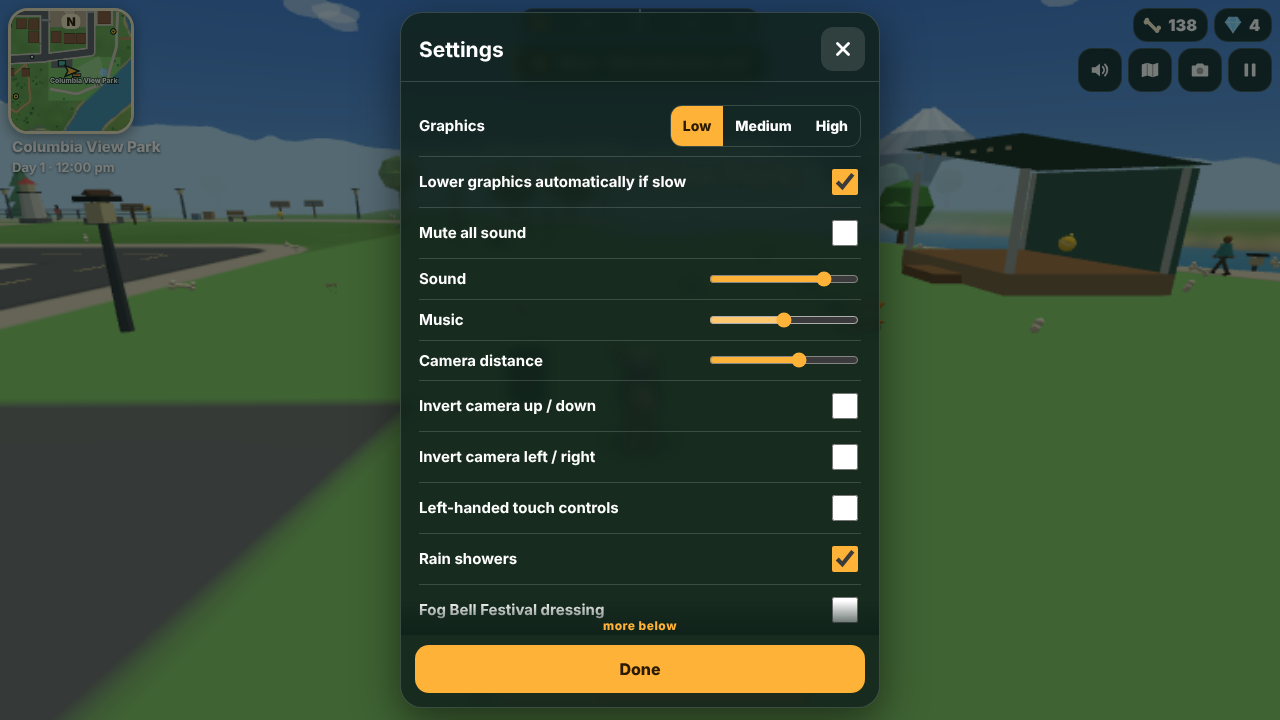 N
Columbia View Park
Columbia View Park
Day 1 · 12:00 pm
138
4
Settings
Graphics
Low
Medium
High
Lower graphics automatically if slow
Mute all sound
Sound
Music
Camera distance
Invert camera up / down
Invert camera left / right
Left-handed touch controls
Rain showers
Fog Bell Festival dressing
more below
Done